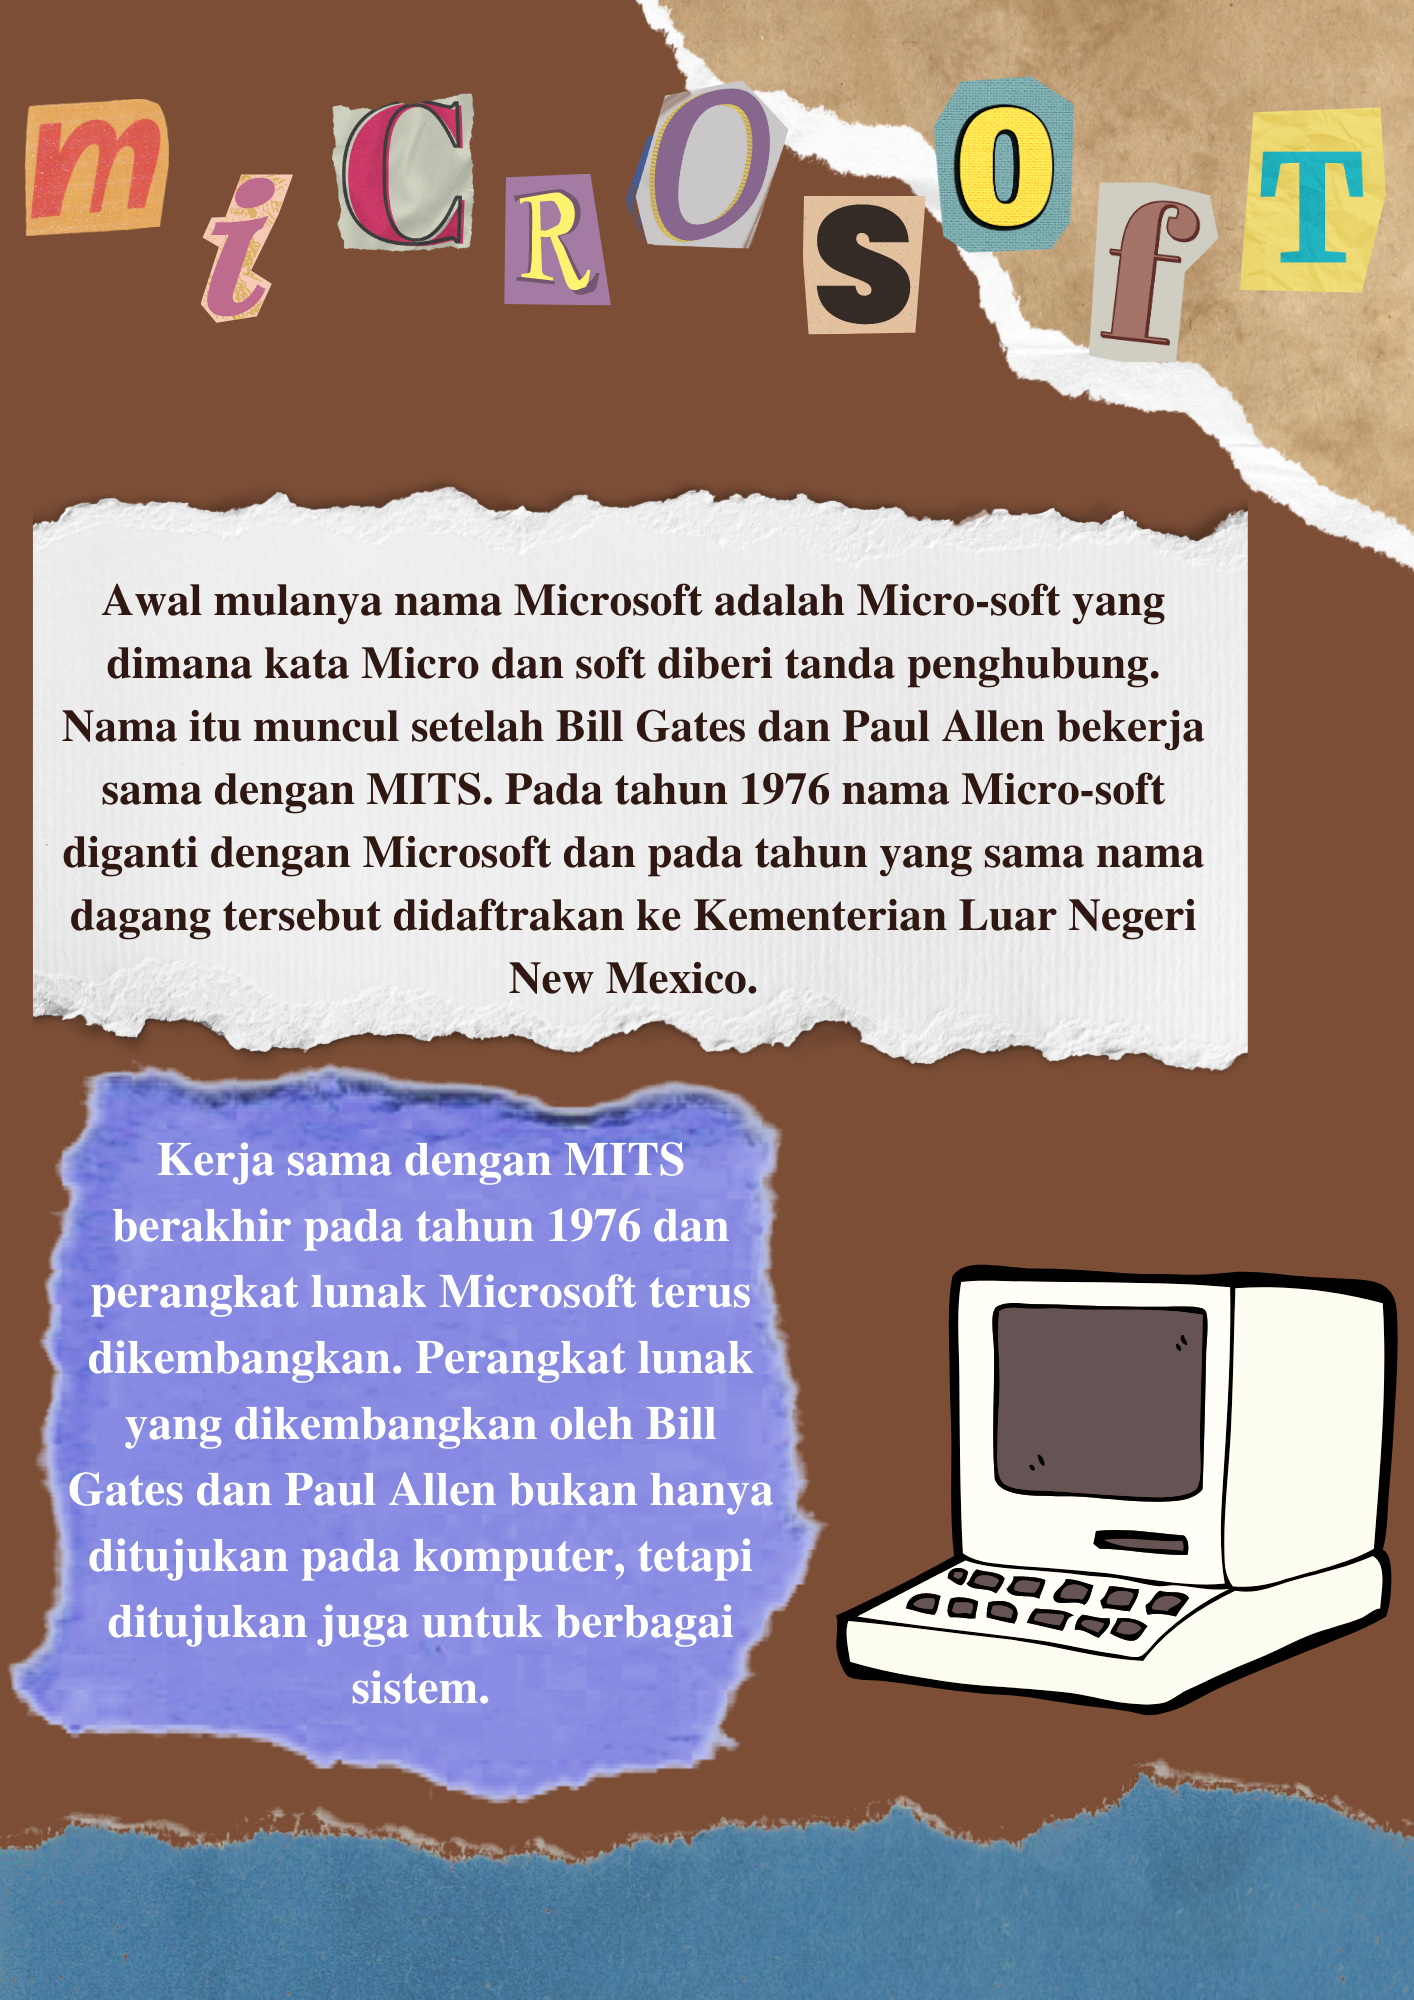 miCROSOfT
Awal mulanya nama Microsoft adalah Micro-soft yang
dimana kata Micro dan soft diberi tanda penghubung.
Nama itu muncul setelah Bill Gates dan Paul Allen bekerja
sama dengan MITS. Pada tahun 1976 nama Micro-soft
diganti dengan Microsoft dan pada tahun yang sama nama
dagang tersebut didaftrakan ke Kementerian Luar Negeri
New Mexico.
Kerja sama dengan MITS
berakhir pada tahun 1976 dan
perangkat lunak Microsoft terus
dikembangkan. Perangkat lunak
yang dikembangkan oleh Bill
Gates dan Paul Allen bukan hanya
ditujukan pada komputer, tetapi
ditujukan juga untuk berbagai
sistem.